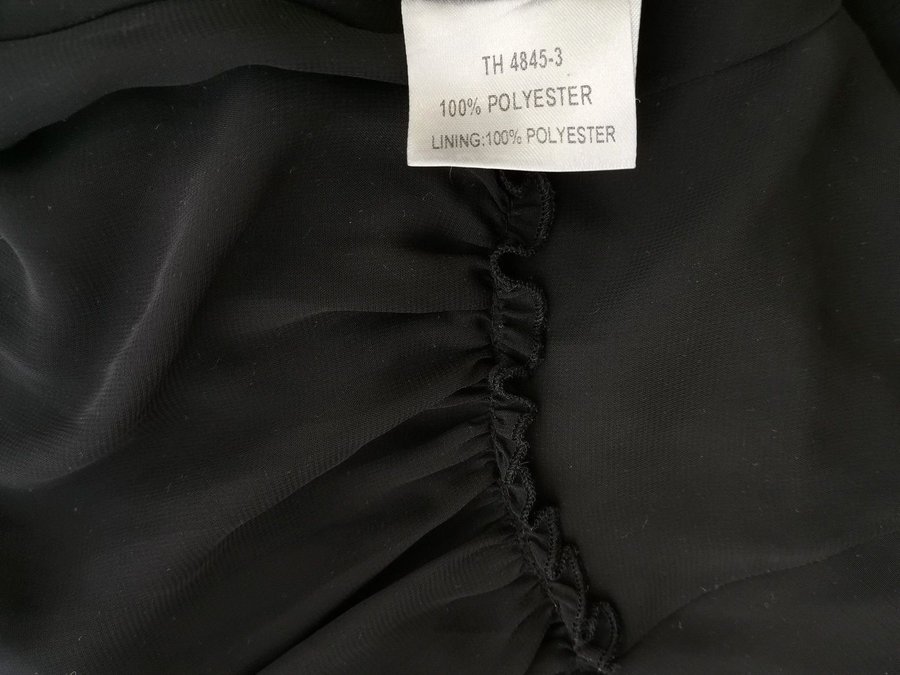 TH 4845-3
100% POLYESTER
LINING:100% POLYESTER